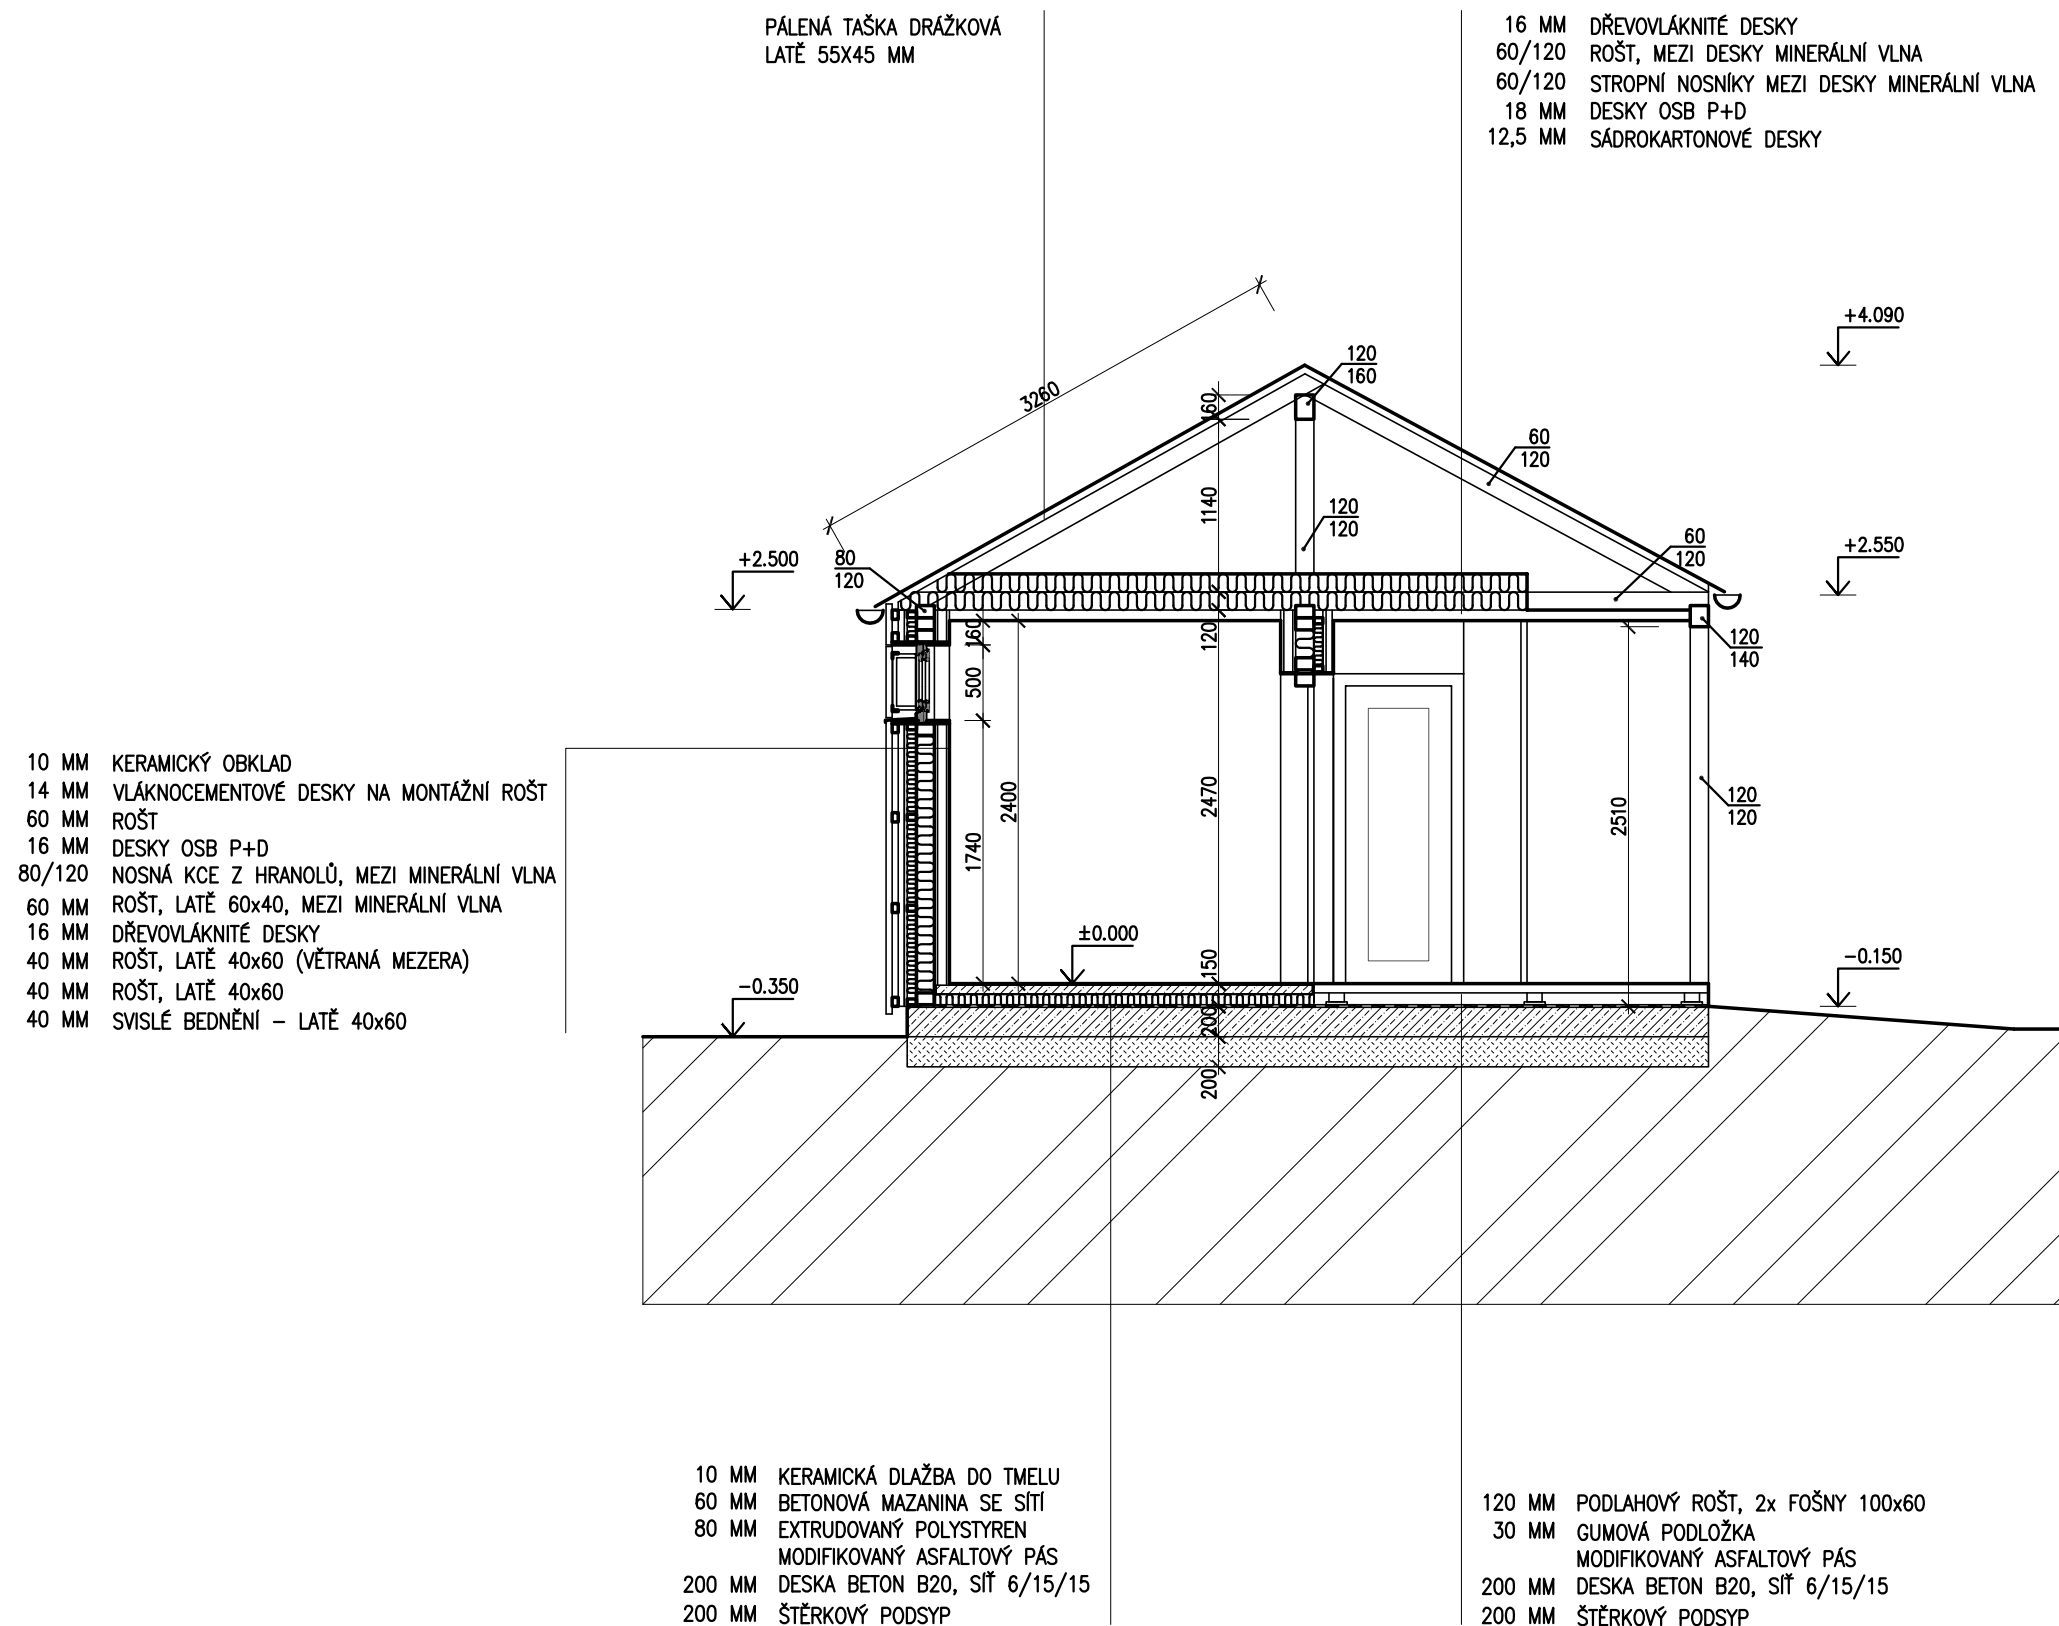 PÁLENÁ TAŠKA DRÁŽKOVÁ
LATĚ 55X45 MM
16 MM DŘEVOVLÁKNITÉ DESKY
60/120 ROŠT, MEZI DESKY MINERÁLNÍ VLNA
60/120 STROPNÍ NOSNÍKY MEZI DESKY MINERÁLNÍ VLNA
18 MM DESKY OSB P+D
12,5 MM SÁDROKARTONOVÉ DESKY
+4.090
3260
120
160
160
60
120
1140
120
120
+2.500
80
120
60
120
+2.550
160
120
120
140
500
2400
2470
2510
1740
120
120
10 MM KERAMICKÝ OBKLAD
14 MM VLÁKNOCEMENTOVÉ DESKY NA MONTÁŽNÍ ROŠT
60 MM ROŠT
16 MM DESKY OSB P+D
80/120 NOSNÁ KCE Z HRANOLŮ, MEZI MINERÁLNÍ VLNA
60 MM ROŠT, LATĚ 60x40, MEZI MINERÁLNÍ VLNA
16 MM DŘEVOVLÁKNITÉ DESKY
40 MM ROŠT, LATĚ 40x60 (VĚTRANÁ MEZERA)
40 MM ROŠT, LATĚ 40x60
40 MM SVISLÉ BEDNĚNÍ – LATĚ 40x60
±0.000
150
-0.350
-0.150
200
200
10 MM KERAMICKÁ DLAŽBA DO TMELU
60 MM BETONOVÁ MAZANINA SE SÍTÍ
80 MM EXTRUDOVANÝ POLYSTYREN
MODIFIKOVANÝ ASFALTOVÝ PÁS
200 MM DESKA BETON B20, SÍŤ 6/15/15
200 MM ŠTĚRKOVÝ PODSYP
120 MM PODLAHOVÝ ROŠT, 2x FOŠNY 100x60
30 MM GUMOVÁ PODLOŽKA
MODIFIKOVANÝ ASFALTOVÝ PÁS
200 MM DESKA BETON B20, SÍŤ 6/15/15
200 MM ŠTĚRKOVÝ PODSYP